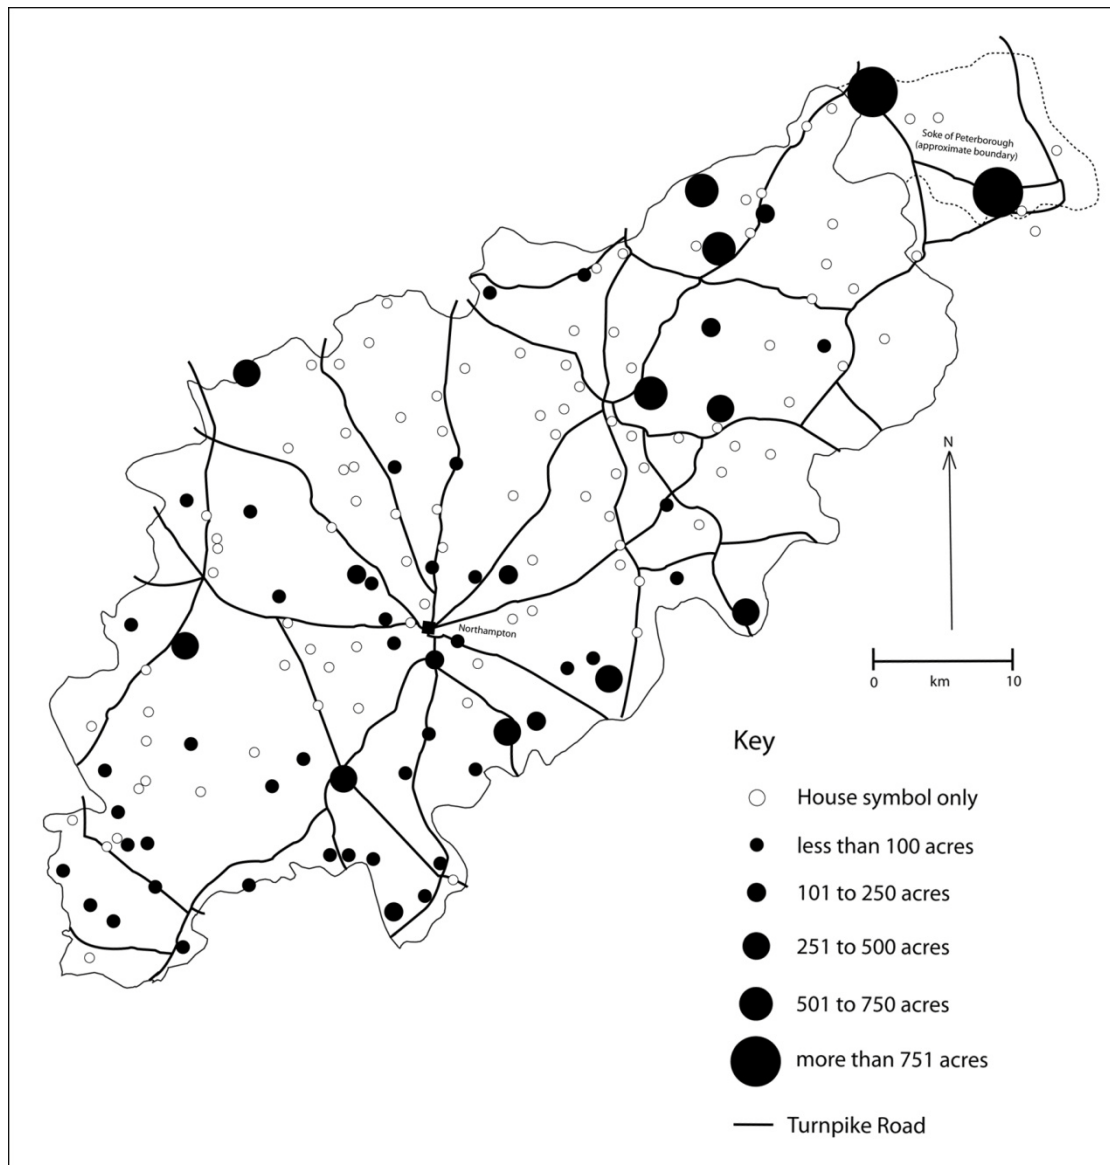 Soke of Peterborough
(approximate boundary)
Northampton
N
0 km 10
Key
House symbol only
less than 100 acres
101 to 250 acres
251 to 500 acres
501 to 750 acres
more than 751 acres
Turnpike Road